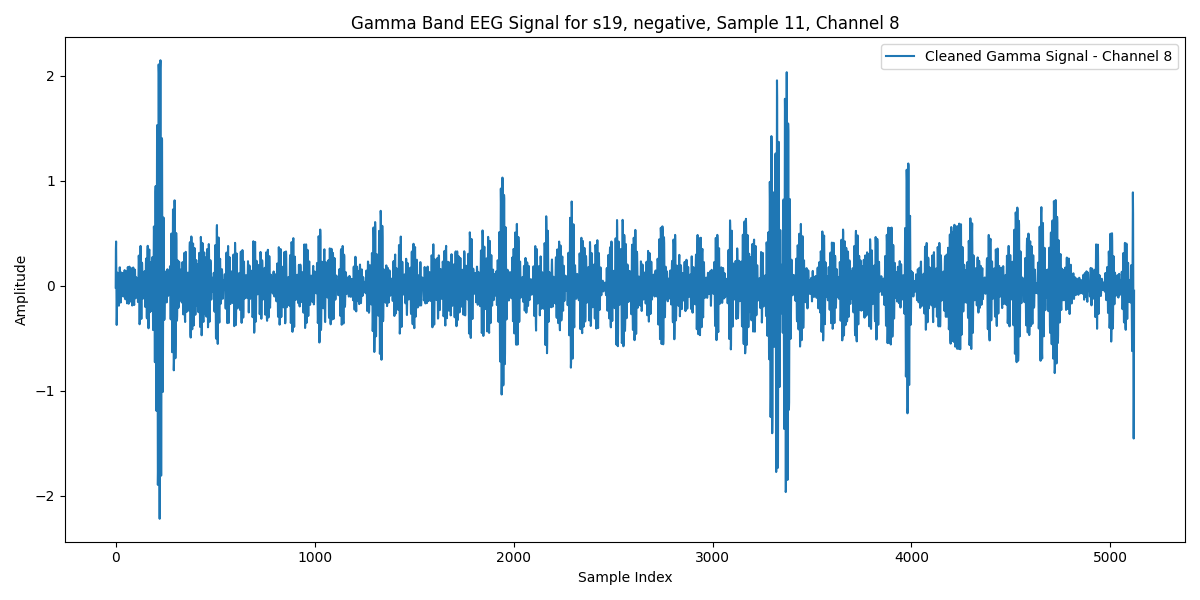 Gamma Band EEG Signal for s19, negative, Sample 11, Channel 8
Cleaned Gamma Signal - Channel 8
Amplitude
2
1
0
−1
−2
0 1000 2000 3000 4000 5000
Sample Index